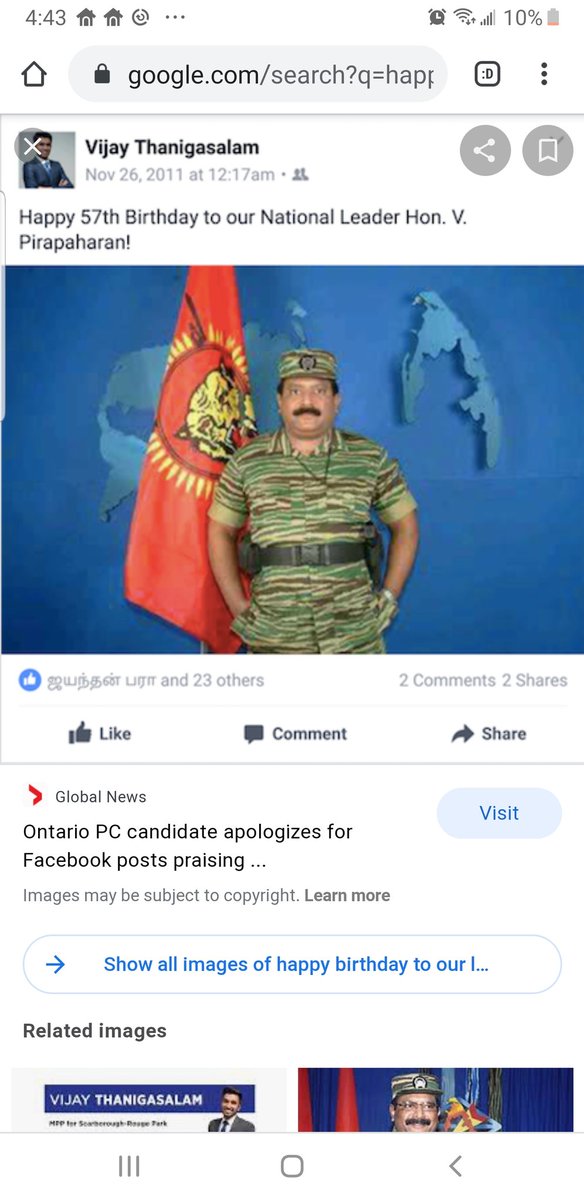 4:43 10%
google.com/search?q=happ
:D
Vijay Thanigasalam
Nov 26, 2011 at 12:17am
Happy 57th Birthday to our National Leader Hon. V.
Pirapaharan!
ஜயந்தன் பரா and 23 others 2 Comments 2 Shares
Like Comment Share
Global News
Visit
Ontario PC candidate apologizes for
Facebook posts praising ...
Images may be subject to copyright. Learn more
Show all images of happy birthday to our l...
Related images
VIJAY THANIGASALAM
MPP for Scarborough-Rouge Park